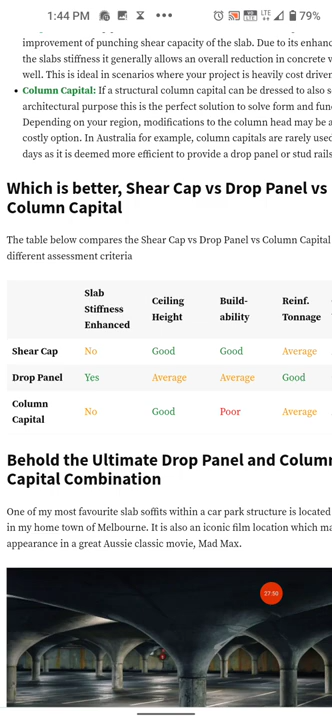 1:44 PM ••• LTE 79%
improvement of punching shear capacity of the slab. Due to its enhanc
the slabs stiffness it generally allows an overall reduction in concrete v
well. This is ideal in scenarios where your project is heavily cost driven
• Column Capital: If a structural column capital can be dressed to also s
architectural purpose this is the perfect solution to solve form and func
Depending on your region, modifications to the column head may be a
costly option. In Australia for example, column capitals are rarely used
days as it is deemed more efficient to provide a drop panel or stud rails
Which is better, Shear Cap vs Drop Panel vs
Column Capital
The table below compares the Shear Cap vs Drop Panel vs Column Capital
different assessment criteria
Slab Stiffness Enhanced Ceiling Height Build-ability Reinf. Tonnage
Shear Cap No Good Good Average
Drop Panel Yes Average Average Good
Column Capital No Good Poor Average
Behold the Ultimate Drop Panel and Column
Capital Combination
One of my most favourite slab soffits within a car park structure is located
in my home town of Melbourne. It is also an iconic film location which ma
appearance in a great Aussie classic movie, Mad Max.
27:50